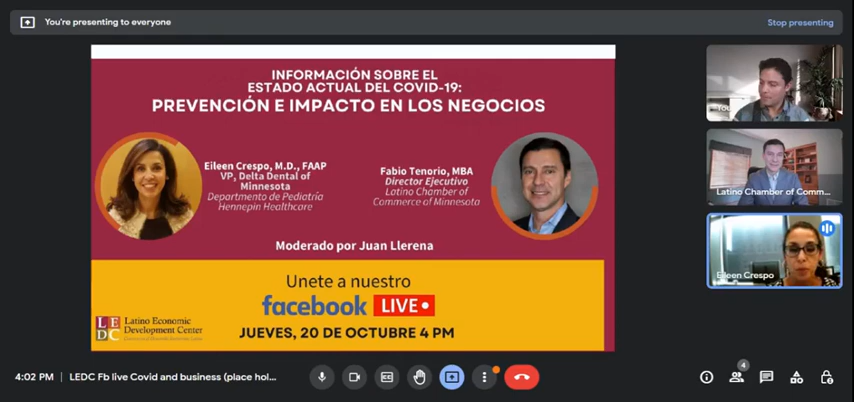 You're presenting to everyone
Stop presenting
INFORMACIÓN SOBRE EL
ESTADO ACTUAL DEL COVID-19:
PREVENCIÓN E IMPACTO EN LOS NEGOCIOS
Eileen Crespo, M.D., FAAP
VP, Delta Dental of
Minnesota
Departamento de Pediatría
Hennepin Healthcare
Fabio Tenorio, MBA
Director Ejecutivo
Latino Chamber of
Commerce of Minnesota
Moderado por Juan Llerena
Unete a nuestro
facebook LIVE
JUEVES, 20 DE OCTUBRE 4 PM
LEDC
Latino Economic
Development Center
You
Latino Chamber of Comm...
Eileen Crespo
4:02 PM | LEDC Fb live Covid and business (place hol...
CC
4